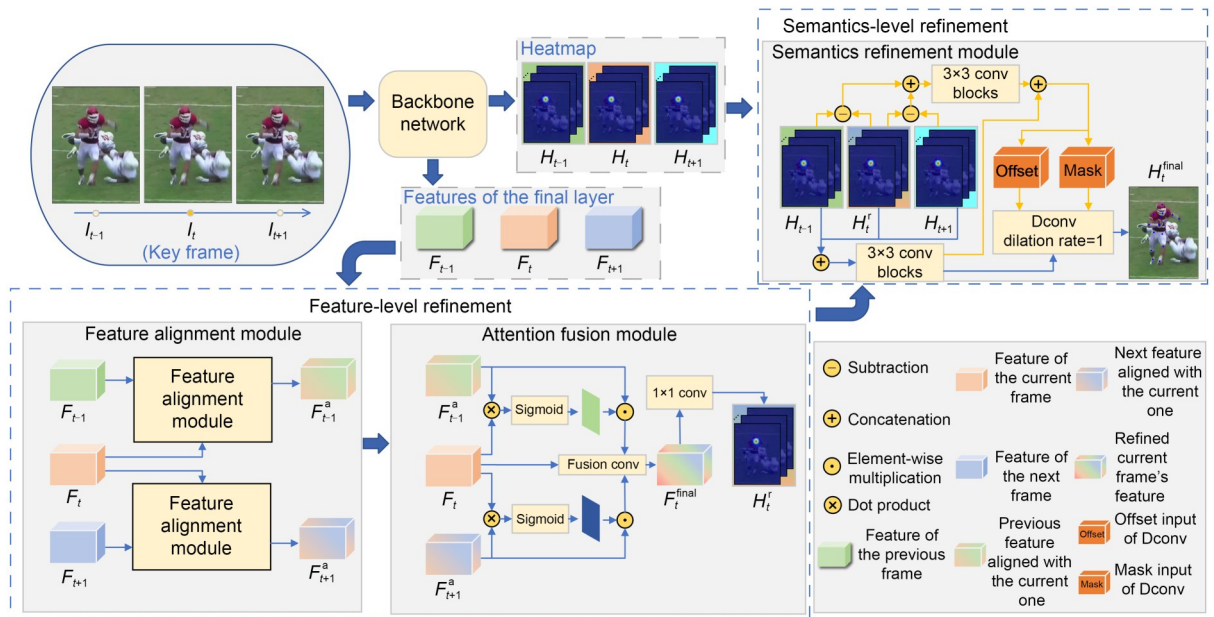 I_{t-1}
I_t
I_{t+1}
(Key frame)
Backbone
network
Heatmap
H_{t-1}
H_t
H_{t+1}
Features of the final layer
F_{t-1}
F_t
F_{t+1}
Semantics-level refinement
Semantics refinement module
3×3 conv
blocks
H_{t-1}
H_t^r
H_{t+1}
3×3 conv
blocks
Offset
Mask
Dconv
dilation rate=1
H_t^{final}
Feature-level refinement
Feature alignment module
F_{t-1}
Feature
alignment
module
F_{t-1}^a
F_t
Feature
alignment
module
F_{t+1}
F_{t+1}^a
Attention fusion module
F_{t-1}^a
Sigmoid
1×1 conv
F_t
Fusion conv
F_t^{final}
H_t^r
Sigmoid
F_{t+1}^a
Subtraction
Concatenation
Element-wise
multiplication
Dot product
Feature of
the previous
frame
Feature of
the current
frame
Feature of
the next
frame
Previous
feature
aligned with
the current
one
Next feature
aligned with
the current
one
Refined
current
frame's
feature
Offset
Offset input
of Dconv
Mask
Mask input
of Dconv